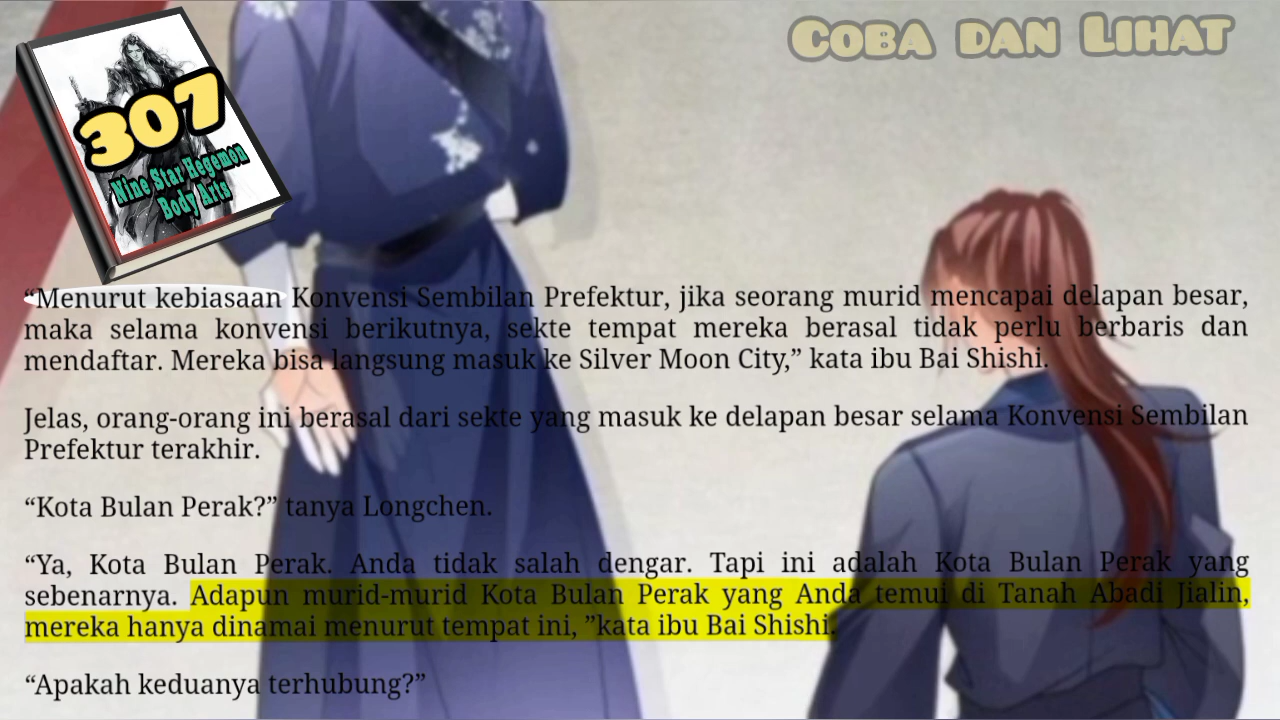 COBA DAN LIHAT
307
Nine Star Hegemon
Body Arts
“Menurut kebiasaan Konvensi Sembilan Prefektur, jika seorang murid mencapai delapan besar,
maka selama konvensi berikutnya, sekte tempat mereka berasal tidak perlu berbaris dan
mendaftar. Mereka bisa langsung masuk ke Silver Moon City,” kata ibu Bai Shishi.
Jelas, orang-orang ini berasal dari sekte yang masuk ke delapan besar selama Konvensi Sembilan
Prefektur terakhir.
“Kota Bulan Perak?” tanya Longchen.
“Ya, Kota Bulan Perak. Anda tidak salah dengar. Tapi ini adalah Kota Bulan Perak yang
sebenarnya. Adapun murid-murid Kota Bulan Perak yang Anda temui di Tanah Abadi Jialin,
mereka hanya dinamai menurut tempat ini, ”kata ibu Bai Shishi.
“Apakah keduanya terhubung?”